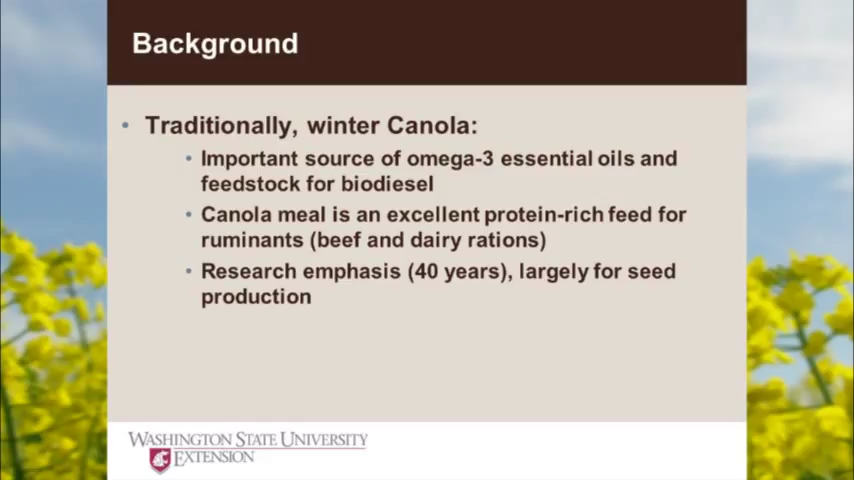 Background
• Traditionally, winter Canola:
• Important source of omega-3 essential oils and
feedstock for biodiesel
• Canola meal is an excellent protein-rich feed for
ruminants (beef and dairy rations)
• Research emphasis (40 years), largely for seed
production
WASHINGTON STATE UNIVERSITY
EXTENSION